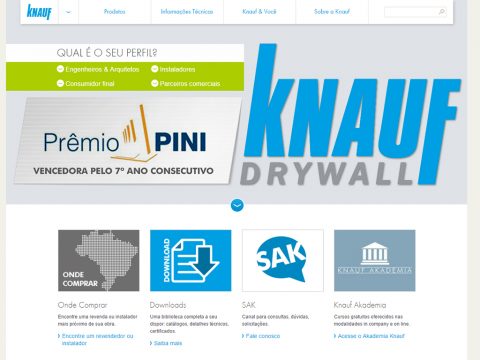 KNAUF
Produtos
Informações Técnicas
Knauf & Você
Sobre a Knauf
QUAL É O SEU PERFIL?
Engenheiros & Arquitetos
Instaladores
Consumidor final
Parceiros comerciais
Prêmio PINI
VENCEDORA PELO 7º ANO CONSECUTIVO
KNAUF
DRYWALL
ONDE
COMPRAR
DOWNLOAD
SAK
KNAUF AKADEMIA
Onde Comprar
Encontre uma revenda ou instalador
mais próximo de sua obra.
Encontre um revendedor ou
instalador
Downloads
Uma biblioteca completa a seu
dispor: catálogos, detalhes técnicos,
certificados.
Saiba mais
SAK
Canal para consultas, dúvidas,
solicitações.
Fale conosco
Knauf Akademia
Cursos gratuitos oferecidos nas
modalidades in company e on line.
Acesse o Akademia Knauf